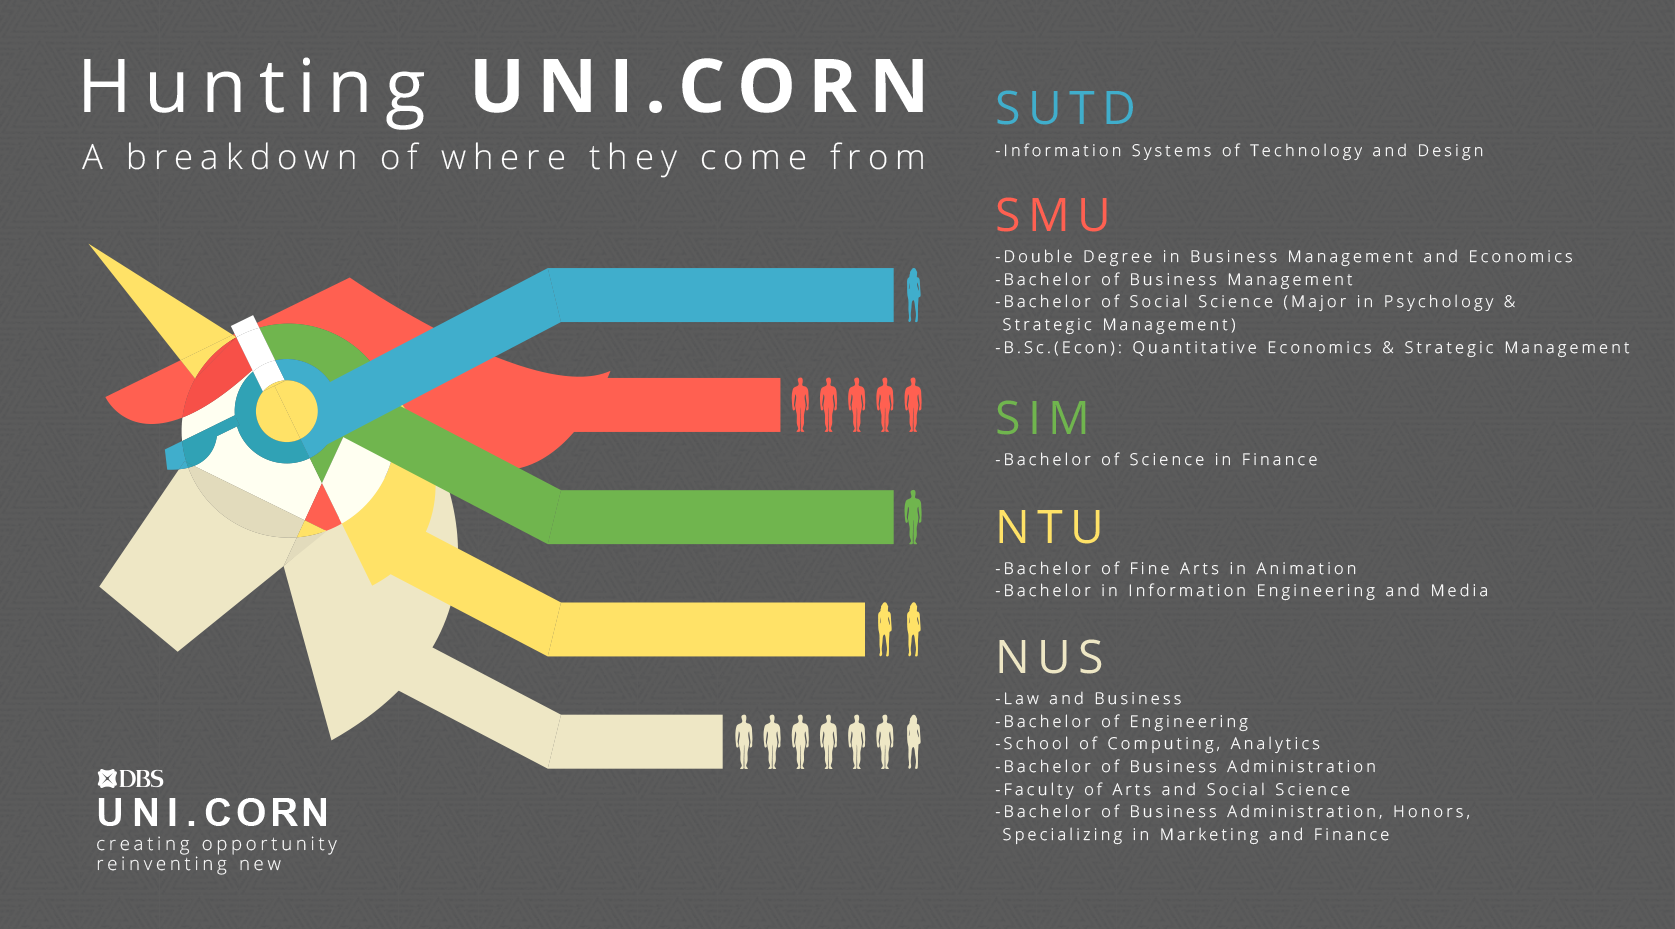 Hunting UNI.CORN
A breakdown of where they come from
SUTD
-Information Systems of Technology and Design
SMU
-Double Degree in Business Management and Economics
-Bachelor of Business Management
-Bachelor of Social Science (Major in Psychology &
Strategic Management)
-B.Sc.(Econ): Quantitative Economics & Strategic Management
SIM
-Bachelor of Science in Finance
NTU
-Bachelor of Fine Arts in Animation
-Bachelor in Information Engineering and Media
NUS
-Law and Business
-Bachelor of Engineering
-School of Computing, Analytics
-Bachelor of Business Administration
-Faculty of Arts and Social Science
-Bachelor of Business Administration, Honors,
Specializing in Marketing and Finance
DBS
UNI.CORN
creating opportunity
reinventing new